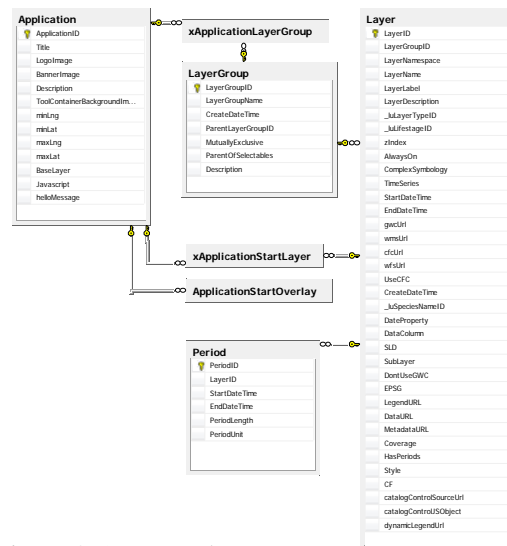 Application
ApplicationID
Title
LogoImage
BannerImage
Description
ToolContainerBackgroundIm...
minLng
minLat
maxLng
maxLat
BaseLayer
Javascript
helloMessage
xApplicationLayerGroup
LayerGroup
LayerGroupID
LayerGroupName
CreateDateTime
ParentLayerGroupID
MutuallyExclusive
ParentOfSelectables
Description
xApplicationStartLayer
ApplicationStartOverlay
Period
PeriodID
LayerID
StartDateTime
EndDateTime
PeriodLength
PeriodUnit
Layer
LayerID
LayerGroupID
LayerNamespace
LayerName
LayerLabel
LayerDescription
_luLayerTypeID
_luLifestageID
zIndex
AlwaysOn
ComplexSymbology
TimeSeries
StartDateTime
EndDateTime
gwcUrl
wmsUrl
cfcUrl
wfsUrl
UseCFC
CreateDateTime
_luSpeciesNameID
DateProperty
DataColumn
SLD
SubLayer
DontUseGWC
EPSG
LegendURL
DataURL
MetadataURL
Coverage
HasPeriods
Style
CF
catalogControlSourceUrl
catalogControlJSObject
dynamicLegendUrl